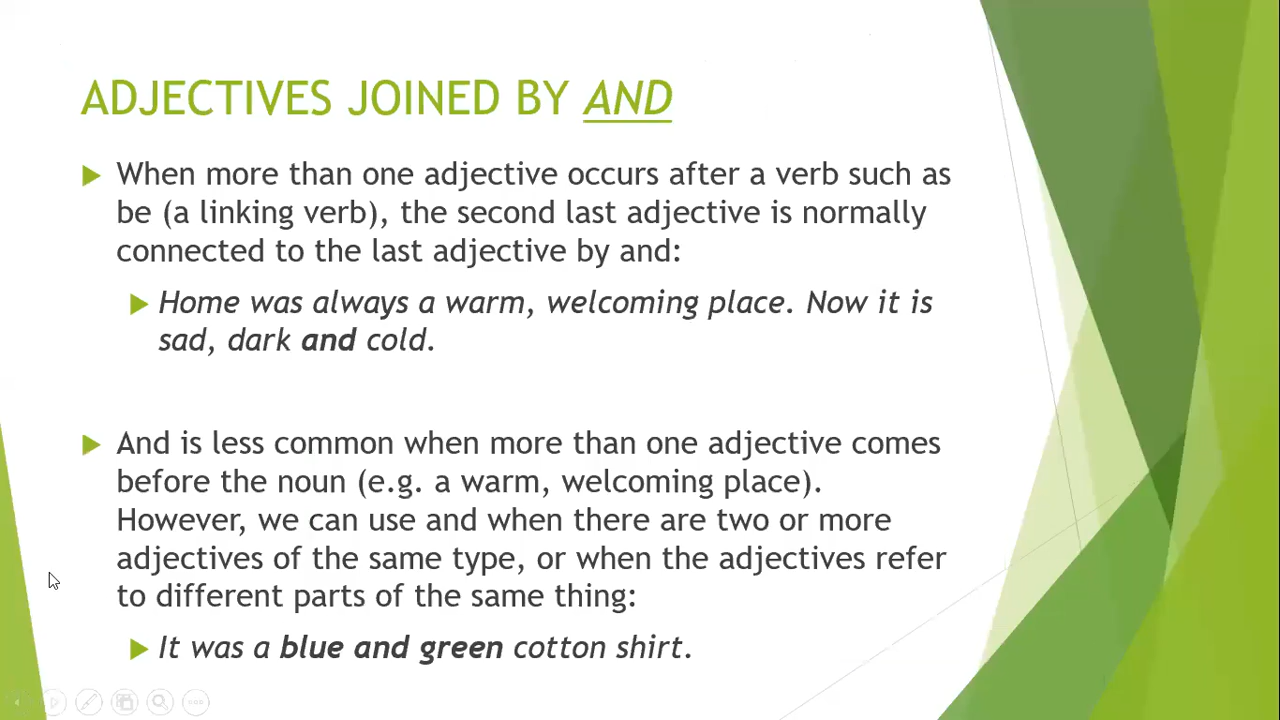 ADJECTIVES JOINED BY AND
When more than one adjective occurs after a verb such as
be (a linking verb), the second last adjective is normally
connected to the last adjective by and:
Home was always a warm, welcoming place. Now it is
sad, dark and cold.
And is less common when more than one adjective comes
before the noun (e.g. a warm, welcoming place).
However, we can use and when there are two or more
adjectives of the same type, or when the adjectives refer
to different parts of the same thing:
It was a blue and green cotton shirt.